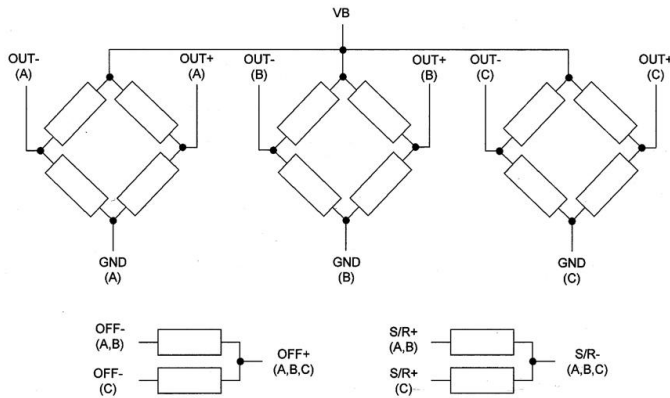 VB
OUT-
(A)
OUT+
(A)
OUT-
(B)
OUT+
(B)
OUT-
(C)
OUT+
(C)
GND
(A)
GND
(B)
GND
(C)
OFF-
(A,B)
OFF+
(A,B,C)
OFF-
(C)
S/R+
(A,B)
S/R-
(A,B,C)
S/R+
(C)